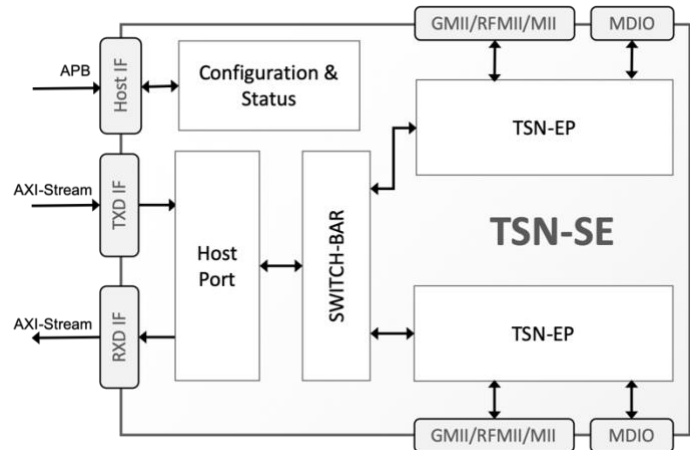 GMII/RFMII/MII
MDIO
APB
Host IF
Configuration &
Status
TSN-EP
AXI-Stream
TXD IF
Host
Port
SWITCH-BAR
TSN-SE
AXI-Stream
RXD IF
TSN-EP
GMII/RFMII/MII
MDIO